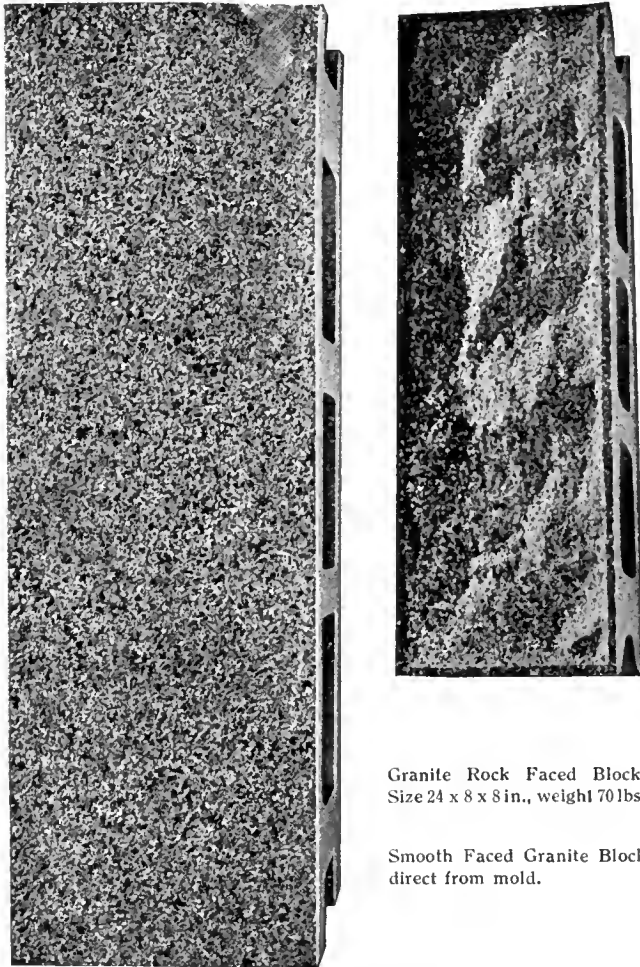 Granite Rock Faced Block
Size 24 x 8 x 8 in., weight 70 lbs
Smooth Faced Granite Block
direct from mold.